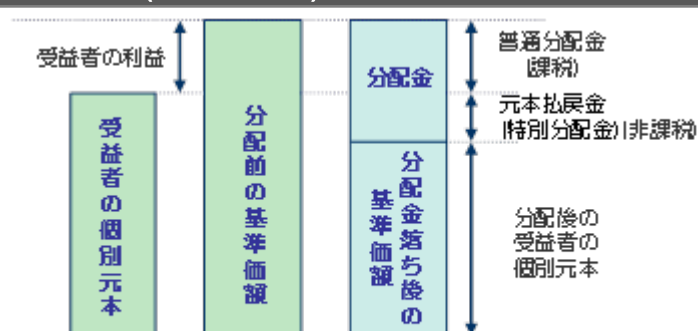 受益者の利益
受益者の個別元本
分配前の基準価額
分配金
分配金落ち後の
基準価額
普通分配金
(課税)
元本払戻金
(特別分配金)(非課税)
分配後の
受益者の
個別元本